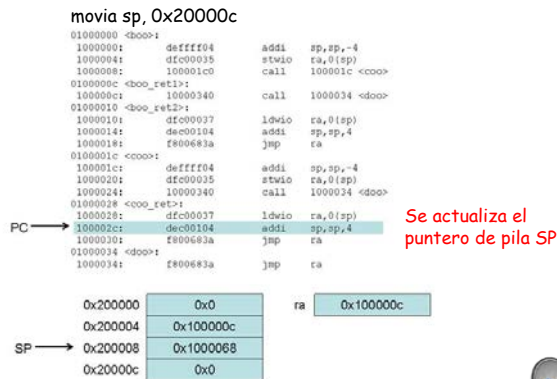 movia sp, 0x20000c
01000000 <boo>:
1000000: deffff04 addi sp,sp,-4
1000004: dfc00035 stwio ra,0(sp)
1000008: 100001c0 call 100001c <coo>
0100000c <boo_ret1>:
100000c: 10000340 call 1000034 <doo>
01000010 <boo_ret2>:
1000010: dfc00037 ldwio ra,0(sp)
1000014: dec00104 addi sp,sp,4
1000018: f800683a jmp ra
0100001c <coo>:
100001c: deffff04 addi sp,sp,-4
1000020: dfc00035 stwio ra,0(sp)
1000024: 10000340 call 1000034 <doo>
01000028 <coo_ret>:
1000028: dfc00037 ldwio ra,0(sp)
PC 100002c: dec00104 addi sp,sp,4
1000030: f800683a jmp ra
01000034 <doo>:
1000034: f800683a jmp ra
Se actualiza el
puntero de pila SP
0x200000 0x0 ra 0x100000c
0x200004 0x100000c
SP 0x200008 0x1000068
0x20000c 0x0